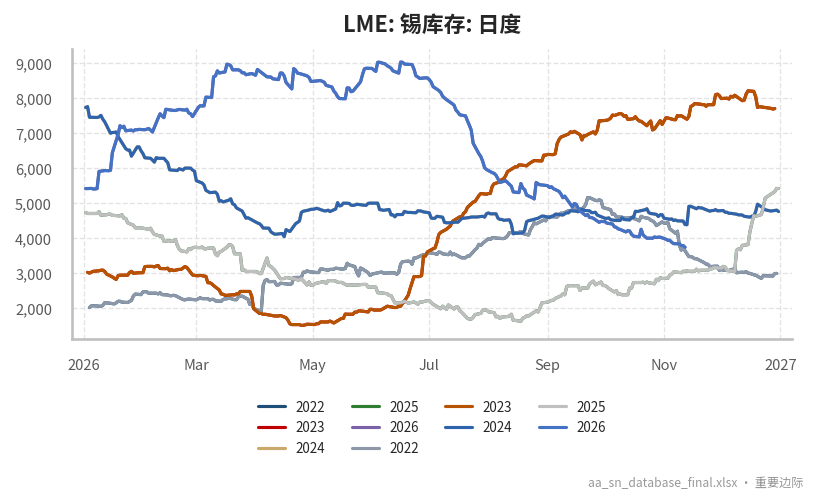 LME: 锡库存: 日度
9,000
8,000
7,000
6,000
5,000
4,000
3,000
2,000
2026 Mar May Jul Sep Nov 2027
2022 2025 2023 2025
2023 2026 2024 2026
2024 2022
aa_sn_database_final.xlsx • 重要边际